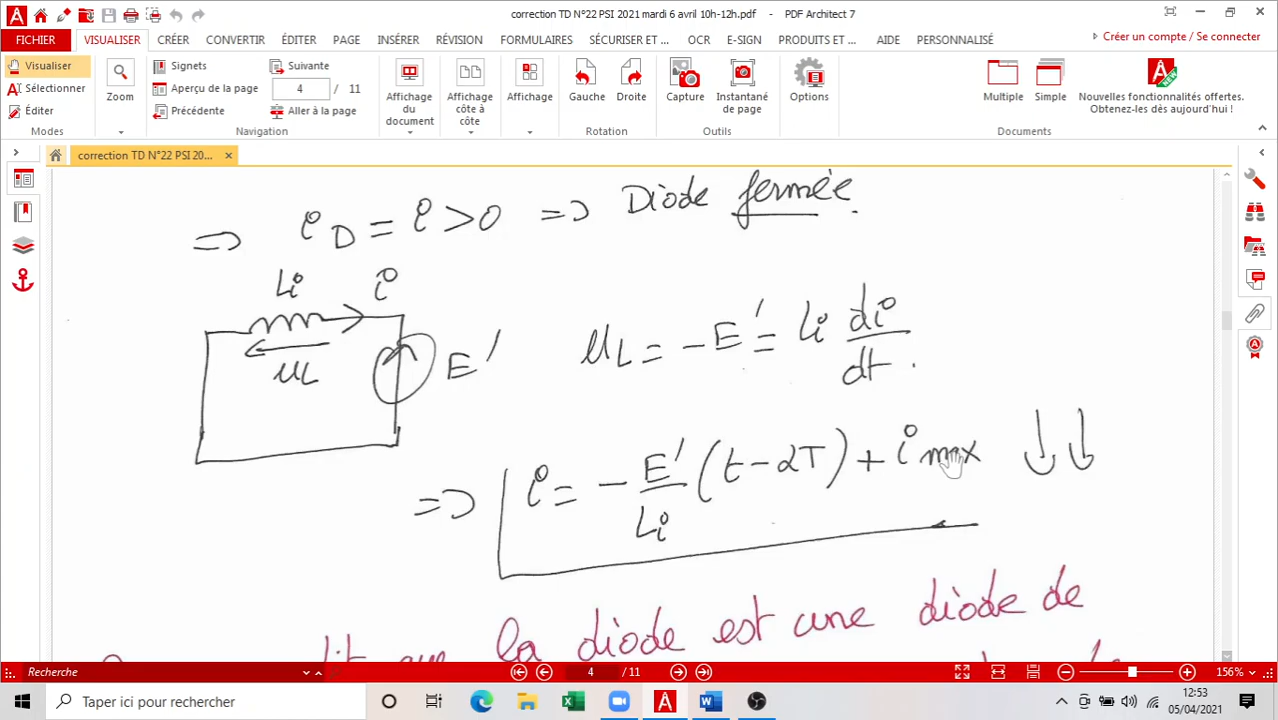 correction TD N°22 PSI 2021 mardi 6 avril 10h-12h.pdf - PDF Architect 7
FICHIER VISUALISER CRÉER CONVERTIR ÉDITER PAGE INSÉRER RÉVISION FORMULAIRES SÉCURISER ET ... OCR E-SIGN PRODUITS ET ... AIDE PERSONNALISÉ Créer un compte / Se connecter
Visualiser
Sélectionner
Éditer
Modes
Zoom
Signets
Aperçu de la page
Précédente
Suivante
4 / 11
Aller à la page
Navigation
Affichage du document
Affichage côte à côte
Affichage
Gauche
Droite
Rotation
Capture
Instantané de page
Outils
Options
Multiple
Simple
Nouvelles fonctionnalités offertes.
Obtenez-les dès aujourd'hui !
Documents
correction TD N°22 PSI 20...
=> iD = i > 0 => Diode fermée.
Li i
uL E'
uL = -E' = Li di/dt.
=> i = - E'/Li (t - αT) + i max ↓↓
dit que la diode est une diode de
Recherche 4 / 11 156%
Taper ici pour rechercher
12:53
05/04/2021